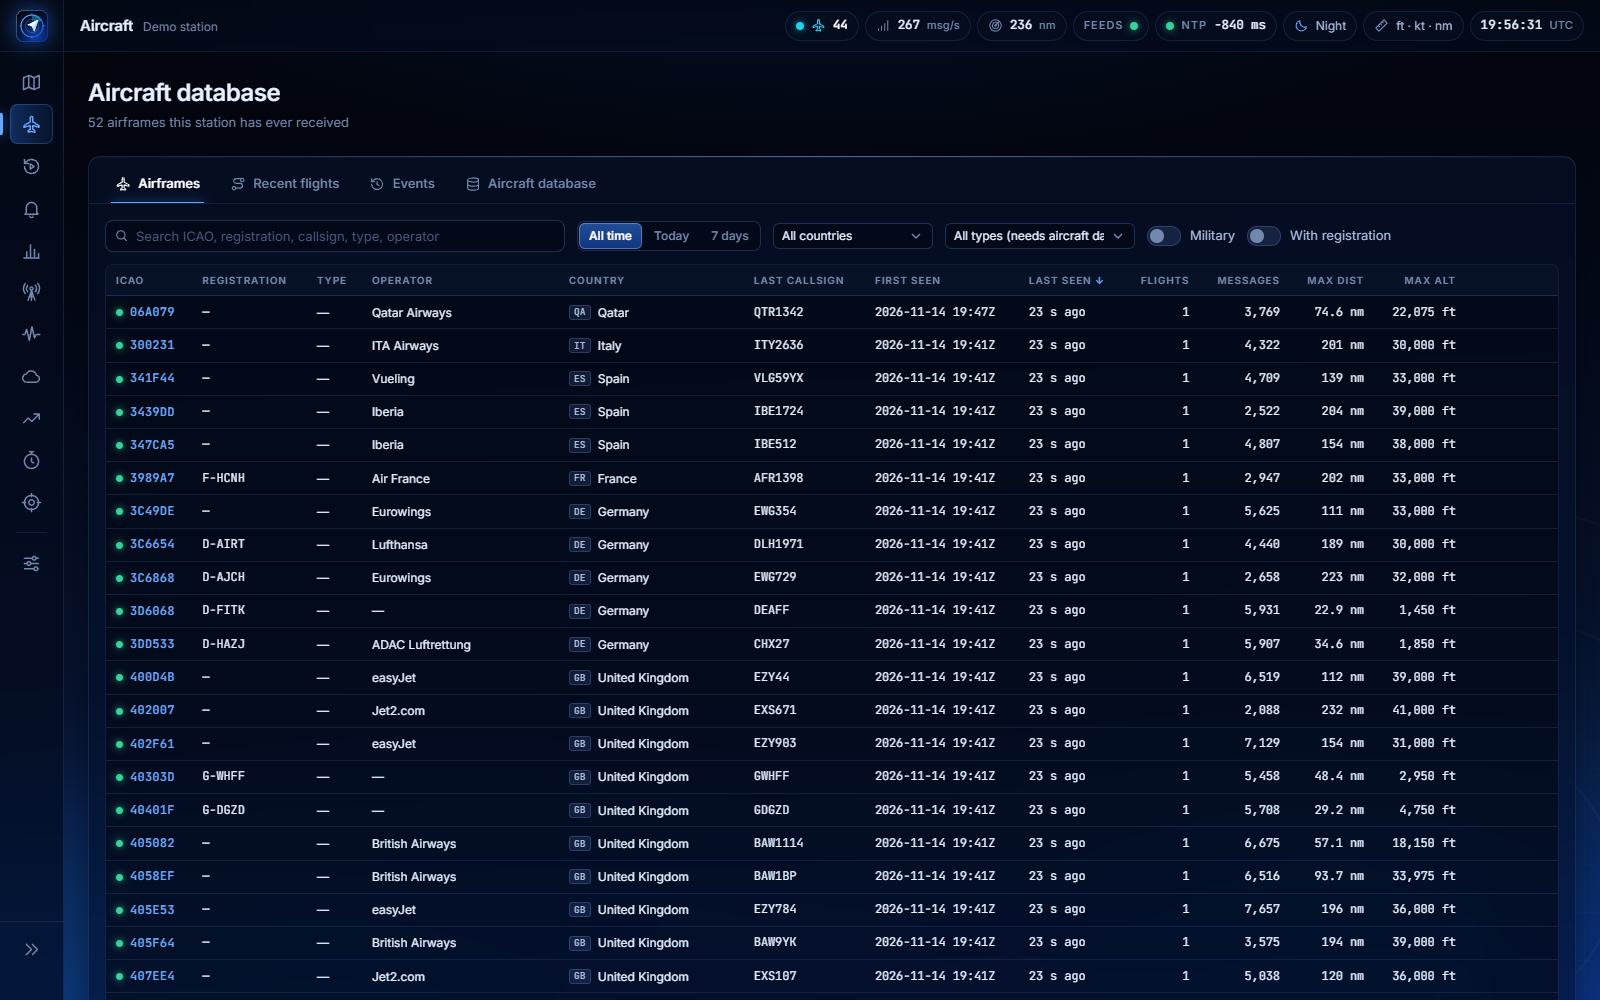 Aircraft Demo station 44 267 msg/s 236 nm FEEDS NTP -840 ms Night ft · kt · nm 19:56:31 UTC
Aircraft database
52 airframes this station has ever received
Airframes Recent flights Events Aircraft database
Search ICAO, registration, callsign, type, operator All time Today 7 days All countries All types (needs aircraft da Military With registration
ICAO REGISTRATION TYPE OPERATOR COUNTRY LAST CALLSIGN FIRST SEEN LAST SEEN ↓ FLIGHTS MESSAGES MAX DIST MAX ALT
06A079 — — Qatar Airways QA Qatar QTR1342 2026-11-14 19:47Z 23 s ago 1 3,769 74.6 nm 22,075 ft
300231 — — ITA Airways IT Italy ITY2636 2026-11-14 19:41Z 23 s ago 1 4,322 201 nm 30,000 ft
341F44 — — Vueling ES Spain VLG59YX 2026-11-14 19:41Z 23 s ago 1 4,709 139 nm 33,000 ft
3439DD — — Iberia ES Spain IBE1724 2026-11-14 19:41Z 23 s ago 1 2,522 204 nm 39,000 ft
347CA5 — — Iberia ES Spain IBE512 2026-11-14 19:41Z 23 s ago 1 4,807 154 nm 38,000 ft
3989A7 F-HCNH — Air France FR France AFR1398 2026-11-14 19:41Z 23 s ago 1 2,947 202 nm 33,000 ft
3C49DE — — Eurowings DE Germany EWG354 2026-11-14 19:41Z 23 s ago 1 5,625 111 nm 33,000 ft
3C6654 D-AIRT — Lufthansa DE Germany DLH1971 2026-11-14 19:41Z 23 s ago 1 4,440 189 nm 30,000 ft
3C6868 D-AJCH — Eurowings DE Germany EWG729 2026-11-14 19:41Z 23 s ago 1 2,658 223 nm 32,000 ft
3D6068 D-FITK — — DE Germany DEAFF 2026-11-14 19:41Z 23 s ago 1 5,931 22.9 nm 1,450 ft
3DD533 D-HAZJ — ADAC Luftrettung DE Germany CHX27 2026-11-14 19:41Z 23 s ago 1 5,907 34.6 nm 1,850 ft
400D4B — — easyJet GB United Kingdom EZY44 2026-11-14 19:41Z 23 s ago 1 6,519 112 nm 39,000 ft
402007 — — Jet2.com GB United Kingdom EXS671 2026-11-14 19:41Z 23 s ago 1 2,088 232 nm 41,000 ft
402F61 — — easyJet GB United Kingdom EZY903 2026-11-14 19:41Z 23 s ago 1 7,129 154 nm 31,000 ft
40303D G-WHFF — — GB United Kingdom GWHFF 2026-11-14 19:41Z 23 s ago 1 5,458 48.4 nm 2,950 ft
40401F G-DGZD — — GB United Kingdom GDGZD 2026-11-14 19:41Z 23 s ago 1 5,708 29.2 nm 4,750 ft
405082 — — British Airways GB United Kingdom BAW1114 2026-11-14 19:41Z 23 s ago 1 6,675 57.1 nm 18,150 ft
4058EF — — British Airways GB United Kingdom BAW1BP 2026-11-14 19:41Z 23 s ago 1 6,516 93.7 nm 33,975 ft
405E53 — — easyJet GB United Kingdom EZY784 2026-11-14 19:41Z 23 s ago 1 7,657 196 nm 36,000 ft
405F64 — — British Airways GB United Kingdom BAW9YK 2026-11-14 19:41Z 23 s ago 1 3,575 194 nm 39,000 ft
407EE4 — — Jet2.com GB United Kingdom EXS107 2026-11-14 19:41Z 23 s ago 1 5,038 120 nm 36,000 ft